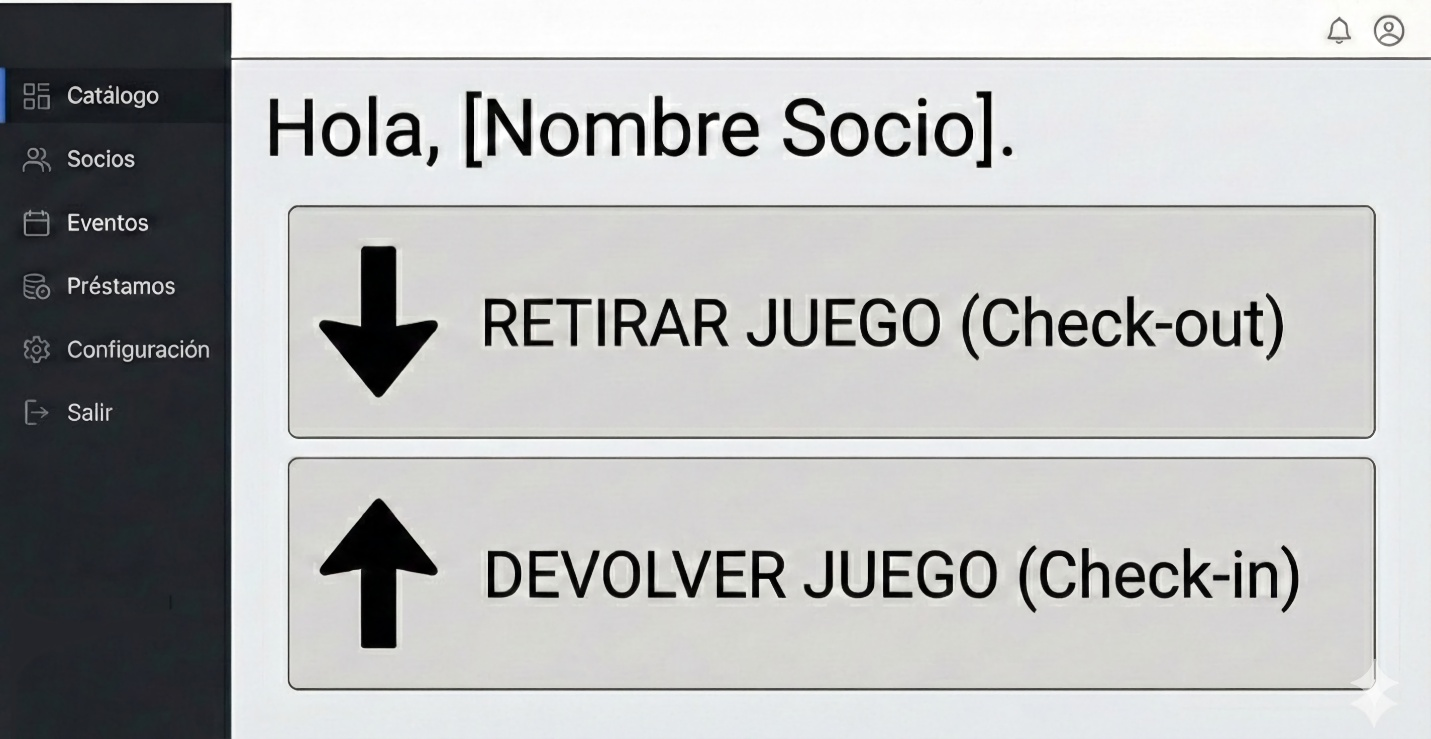 Catálogo
Socios
Eventos
Préstamos
Configuración
Salir
Hola, [Nombre Socio].
RETIRAR JUEGO (Check-out)
DEVOLVER JUEGO (Check-in)